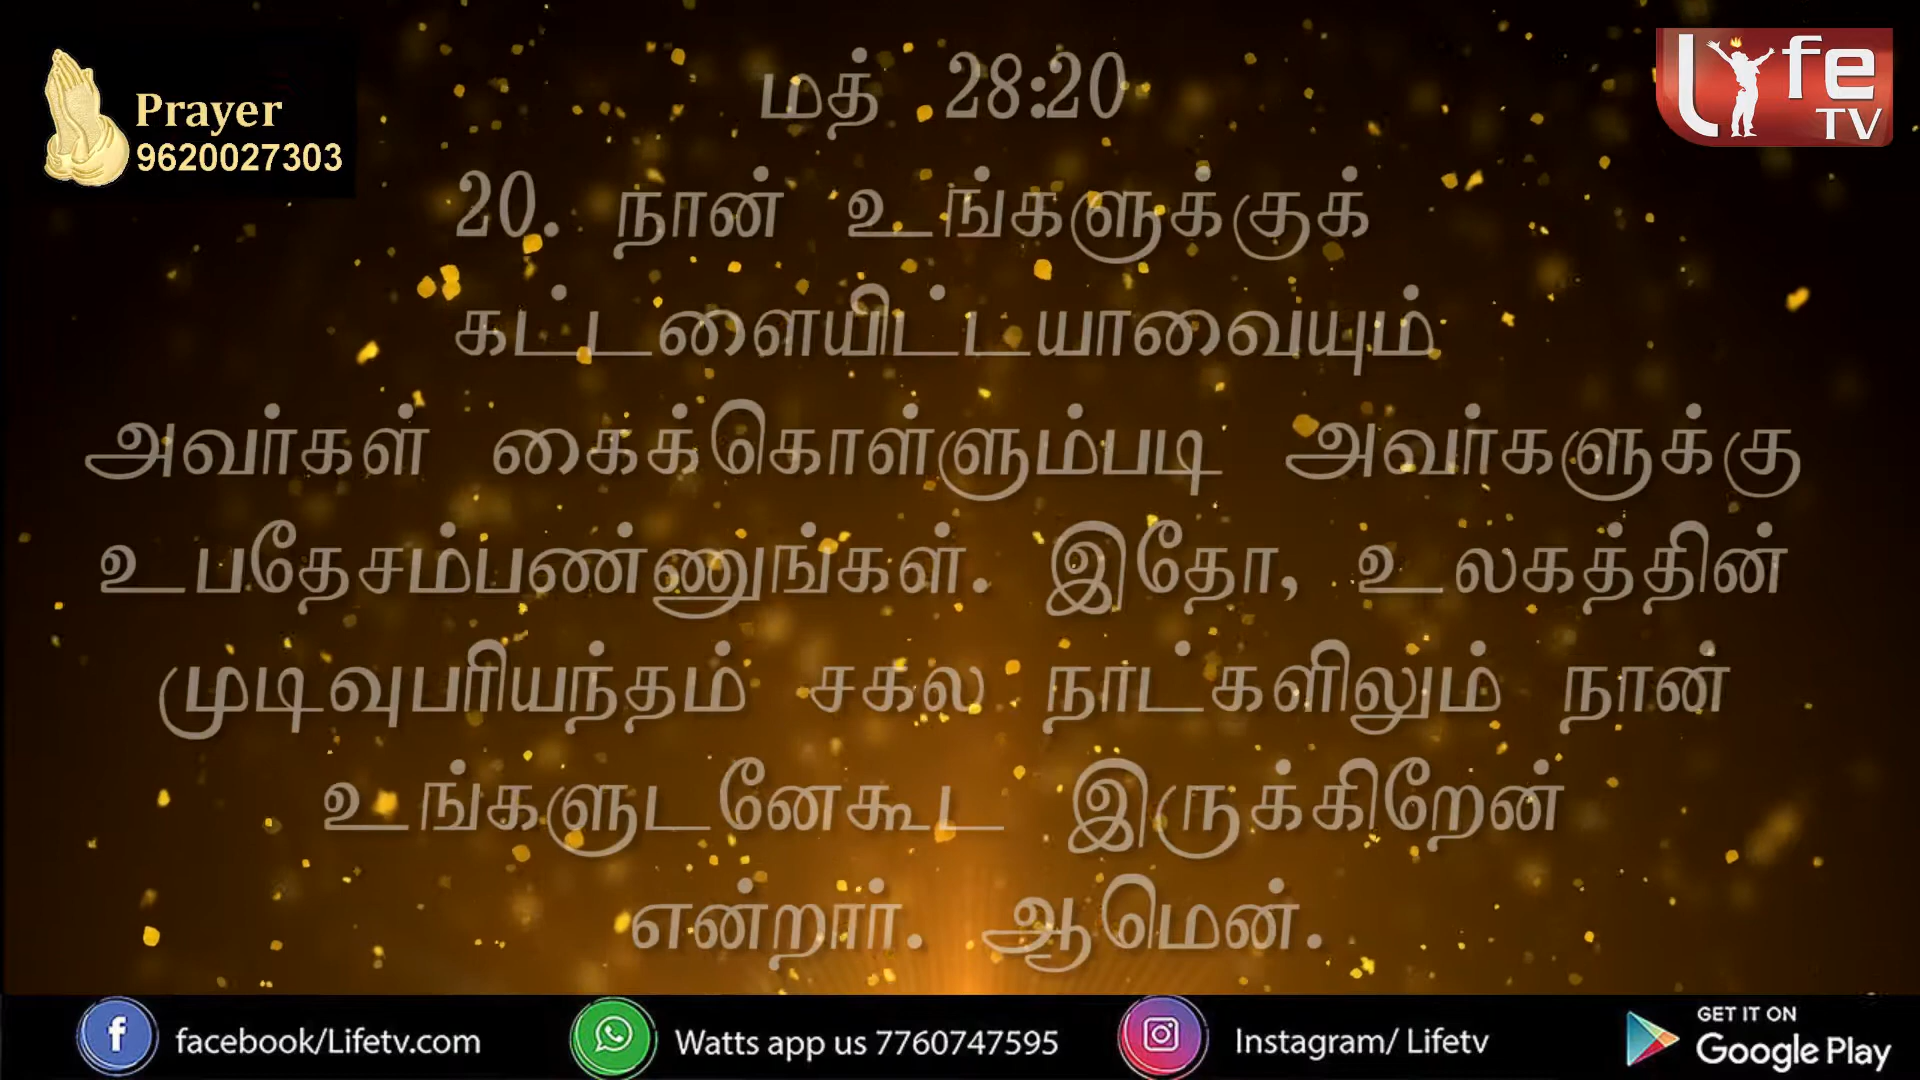 Prayer
9620027303
Life
TV
மத் 28:20
20. நான் உங்களுக்குக்
கட்டளையிட்டயாவையும்
அவர்கள் கைக்கொள்ளும்படி அவர்களுக்கு
உபதேசம்பண்ணுங்கள். இதோ, உலகத்தின்
முடிவுபரியந்தம் சகல நாட்களிலும் நான்
உங்களுடனேகூட இருக்கிறேன்
என்றார். ஆமென்.
facebook/Lifetv.com
Watts app us 7760747595
Instagram/ Lifetv
GET IT ON
Google Play